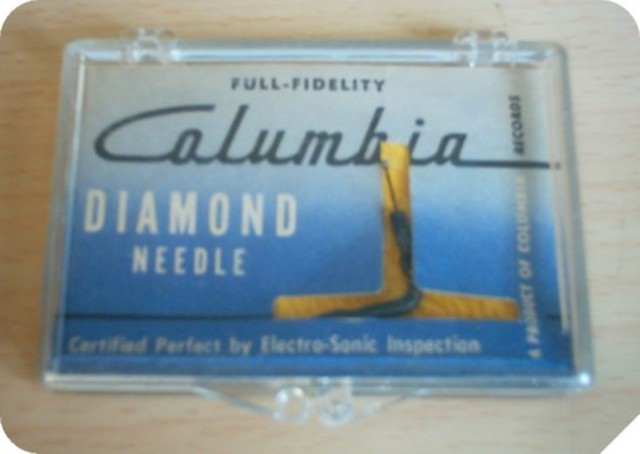 FULL-FIDELITY
Columbia
DIAMOND
NEEDLE
Certified Perfect by Electro-Sonic Inspection
A PRODUCT OF COLUMBIA RECORDS